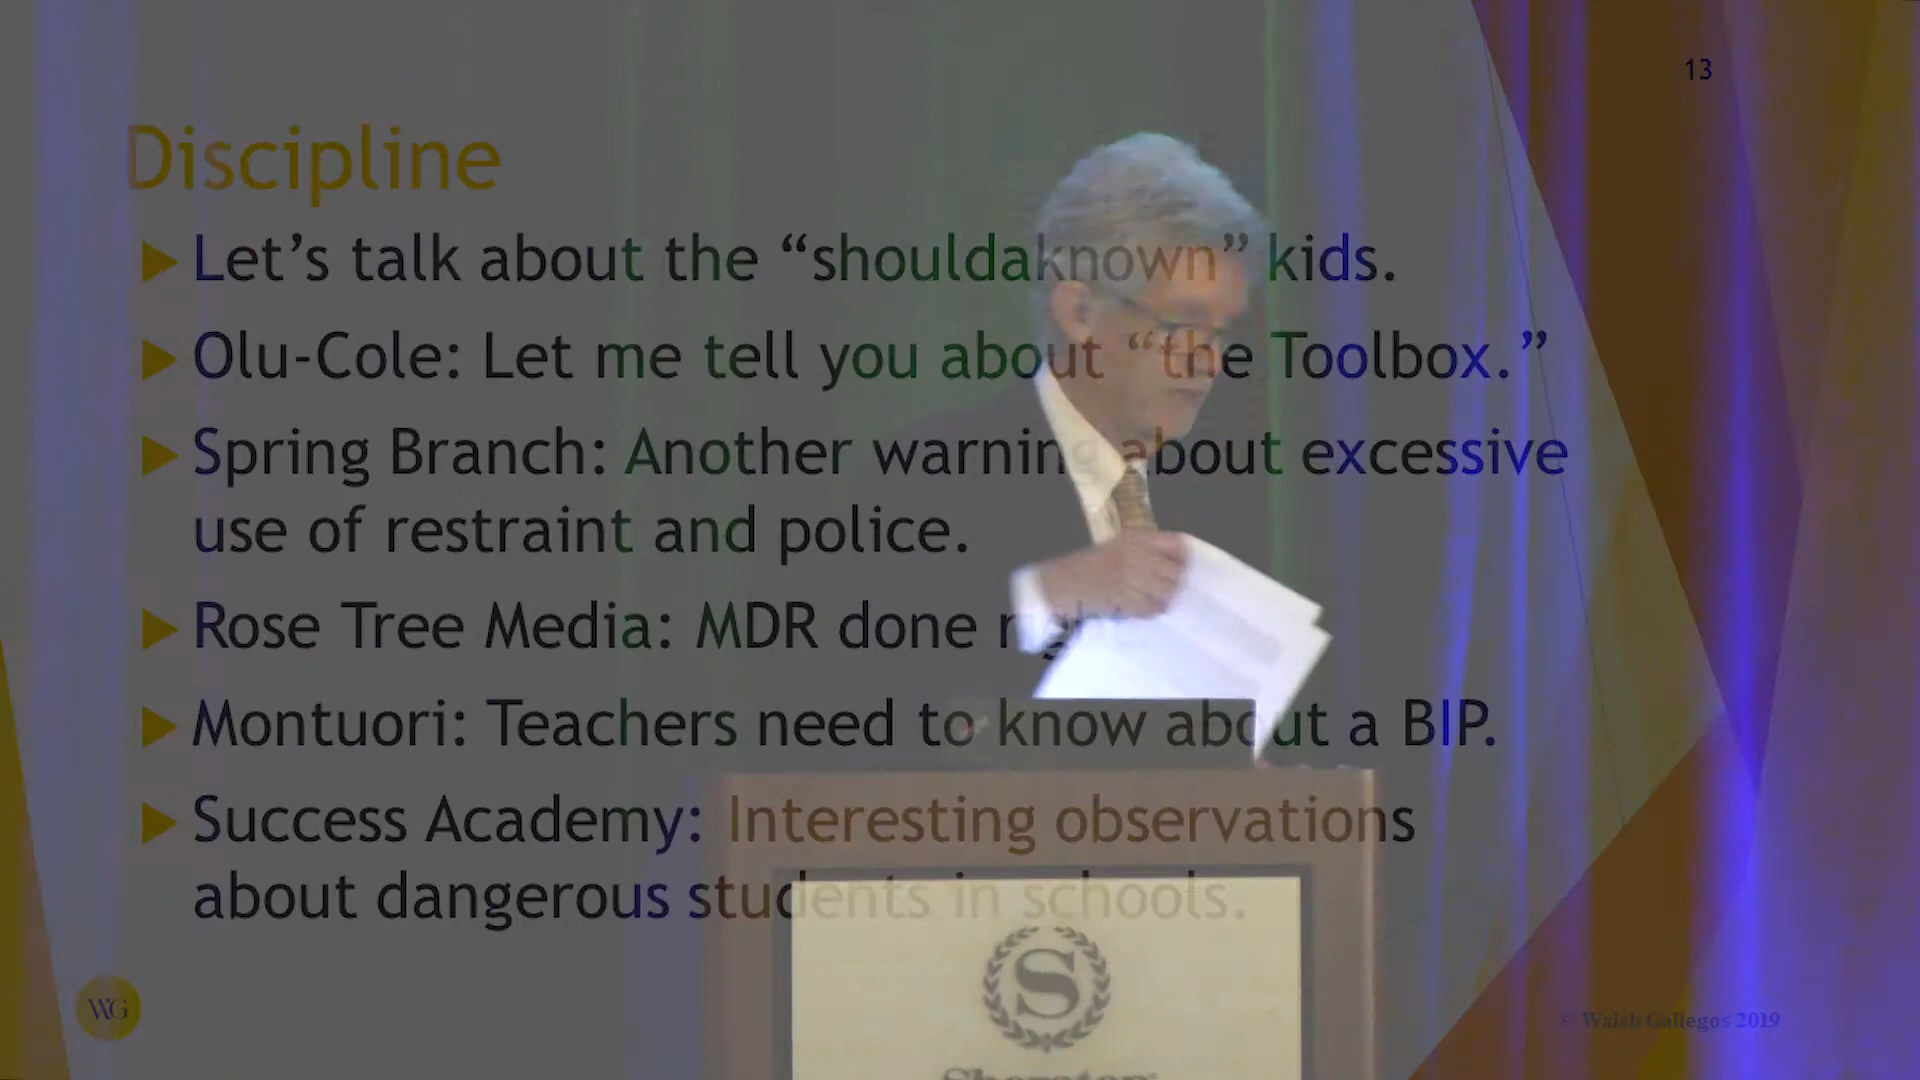 13
Discipline
Let’s talk about the “shouldaknown” kids.
Olu-Cole: Let me tell you about “the Toolbox.”
Spring Branch: Another warning about excessive
use of restraint and police.
Rose Tree Media: MDR done right.
Montuori: Teachers need to know about a BIP.
Success Academy: Interesting observations
about dangerous students in schools.
WG
© Walsh Gallegos 2019
S
Sheraton